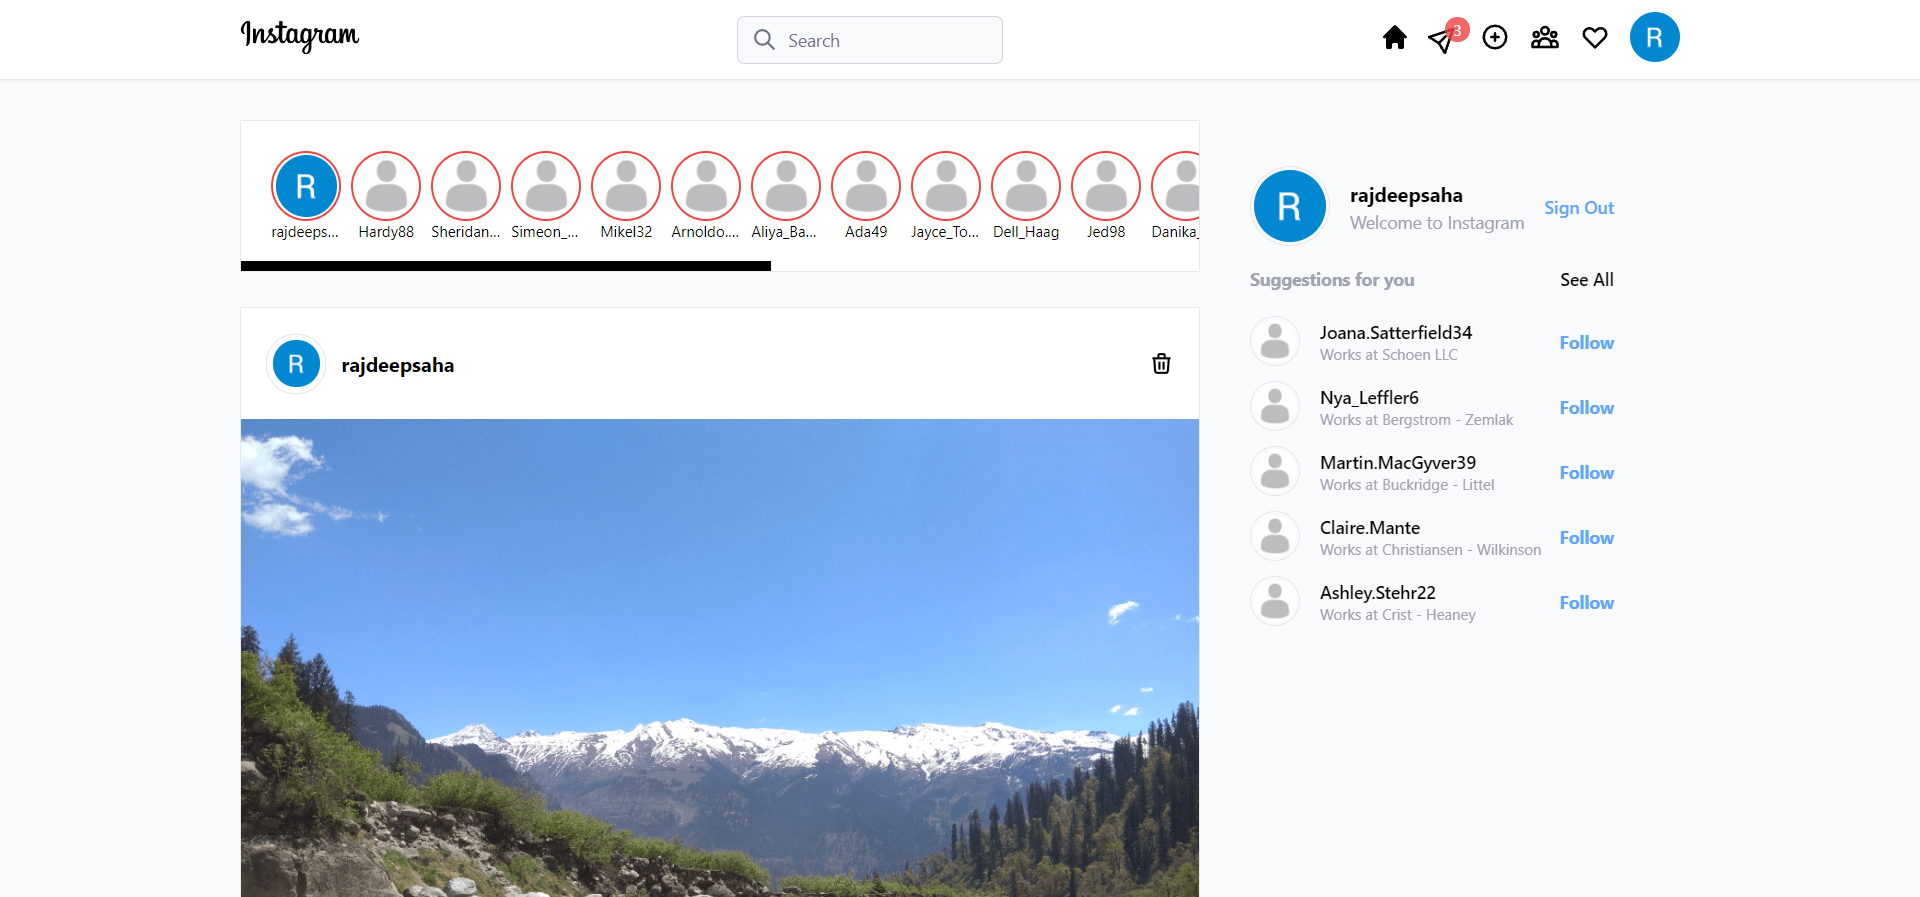 Instagram
Search
3
R
R
rajdeeps...
Hardy88
Sheridan...
Simeon_...
Mikel32
Arnoldo....
Aliya_Ba...
Ada49
Jayce_To...
Dell_Haag
Jed98
Danika_
R
rajdeepsaha
R
rajdeepsaha
Welcome to Instagram
Sign Out
Suggestions for you
See All
Joana.Satterfield34
Works at Schoen LLC
Follow
Nya_Leffler6
Works at Bergstrom - Zemlak
Follow
Martin.MacGyver39
Works at Buckridge - Littel
Follow
Claire.Mante
Works at Christiansen - Wilkinson
Follow
Ashley.Stehr22
Works at Crist - Heaney
Follow